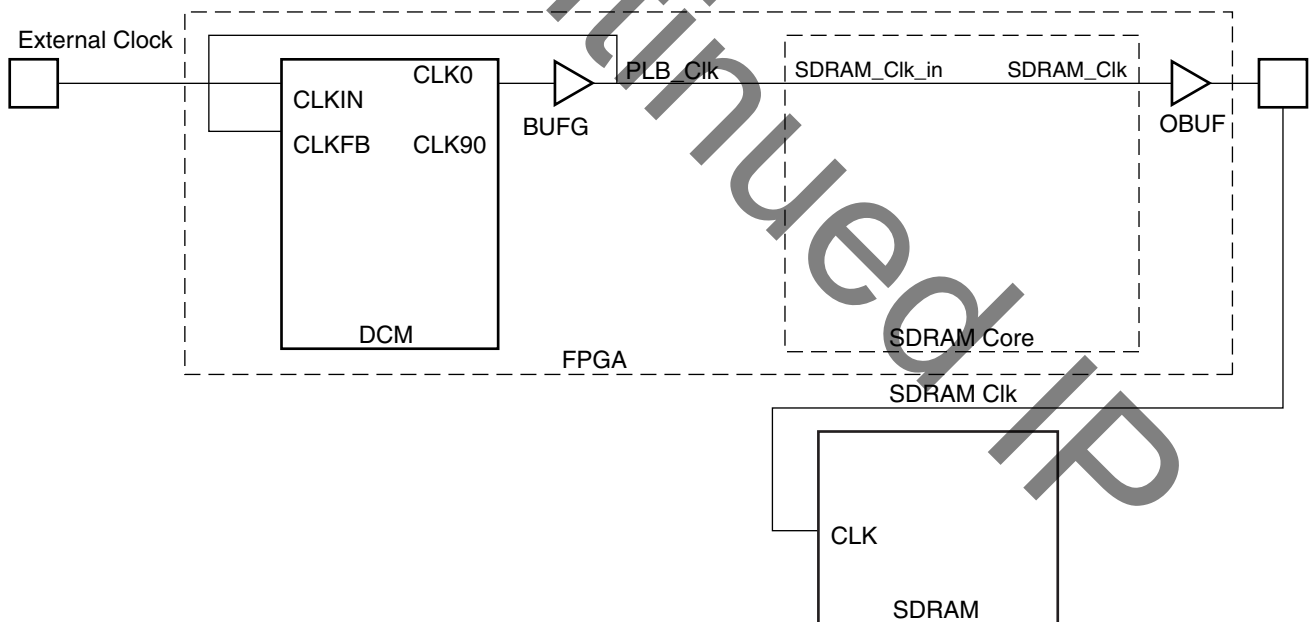 External Clock
CLK0
PLB_Clk
SDRAM_Clk_in
SDRAM_Clk
CLKIN
BUFG
OBUF
CLKFB
CLK90
DCM
SDRAM Core
FPGA
SDRAM Clk
CLK
SDRAM
tinued IP